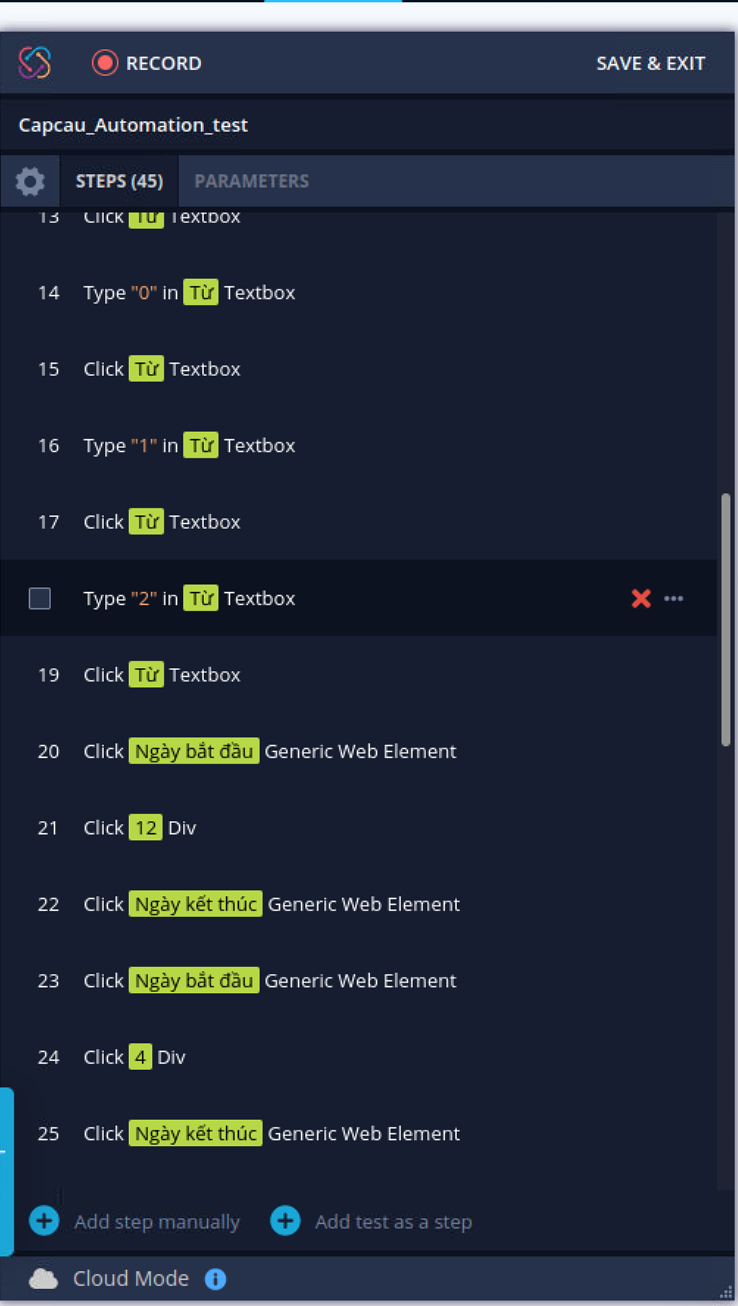 RECORD SAVE & EXIT
Capcau_Automation_test
STEPS (45) PARAMETERS
13 Click Từ Textbox
14 Type "0" in Từ Textbox
15 Click Từ Textbox
16 Type "1" in Từ Textbox
17 Click Từ Textbox
Type "2" in Từ Textbox
19 Click Từ Textbox
20 Click Ngày bắt đầu Generic Web Element
21 Click 12 Div
22 Click Ngày kết thúc Generic Web Element
23 Click Ngày bắt đầu Generic Web Element
24 Click 4 Div
25 Click Ngày kết thúc Generic Web Element
Add step manually Add test as a step
Cloud Mode